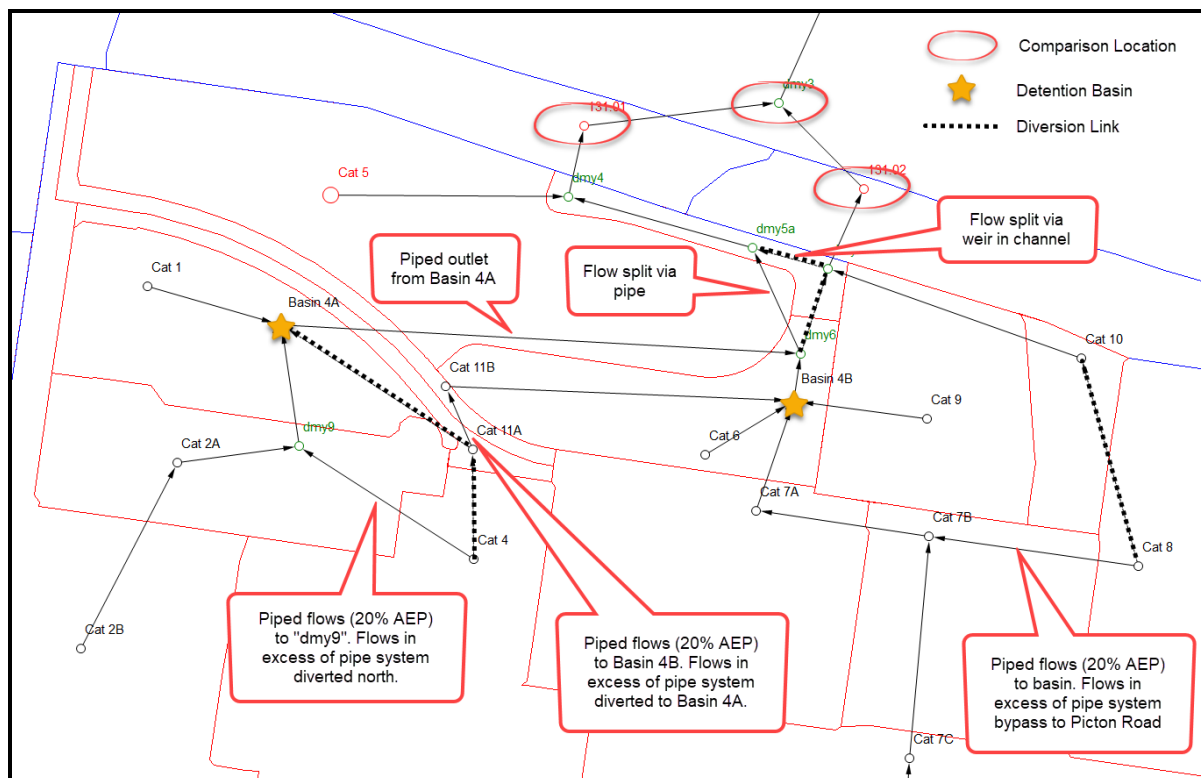 Comparison Location
Detention Basin
Diversion Link
dmy3
131.01
131.02
Cat 5
dmy4
Flow split via
weir in channel
dmy5a
Piped outlet
from Basin 4A
Flow split via
pipe
Cat 1
Basin 4A
dmy6
Cat 10
Cat 11B
Basin 4B
Cat 9
Cat 6
Cat 11A
dmy9
Cat 2A
Cat 7A
Cat 7B
Cat 8
Cat 4
Cat 2B
Piped flows (20% AEP)
to "dmy9". Flows in
excess of pipe system
diverted north.
Piped flows (20% AEP)
to Basin 4B. Flows in
excess of pipe system
diverted to Basin 4A.
Piped flows (20% AEP)
to basin. Flows in
excess of pipe system
bypass to Picton Road
Cat 7C